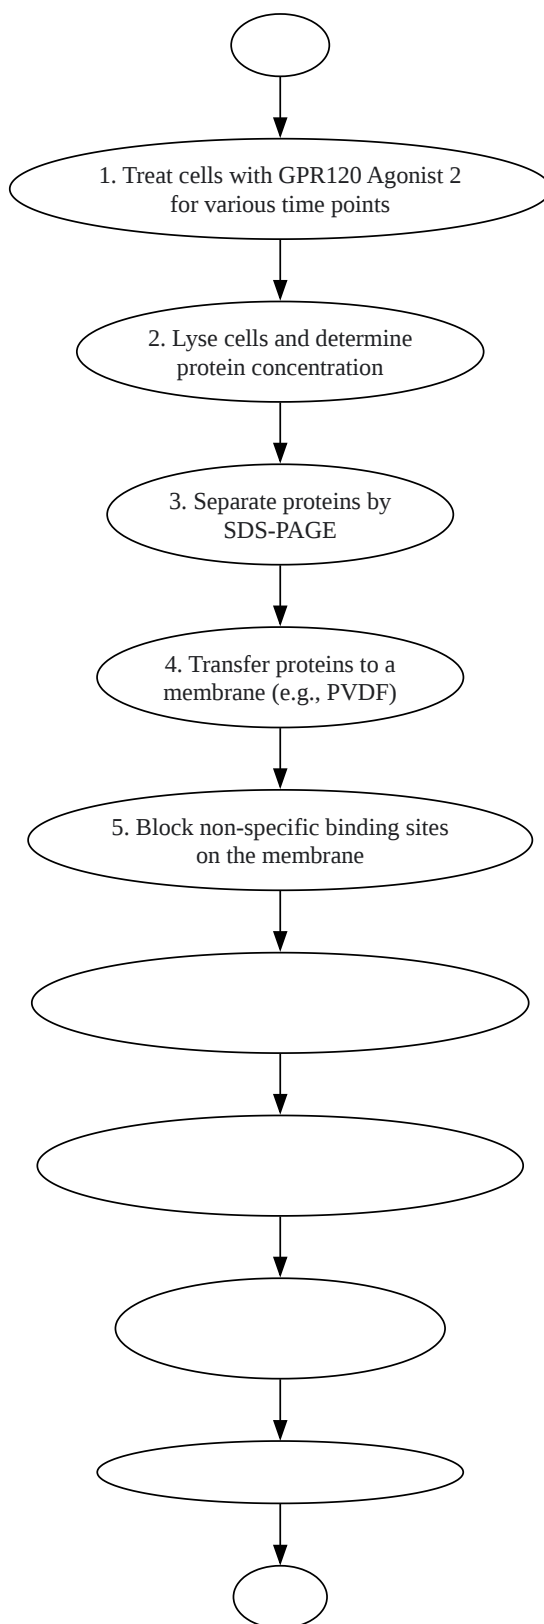 1. Treat cells with GPR120 Agonist 2
for various time points
2. Lyse cells and determine
protein concentration
3. Separate proteins by
SDS-PAGE
4. Transfer proteins to a
membrane (e.g., PVDF)
5. Block non-specific binding sites
on the membrane